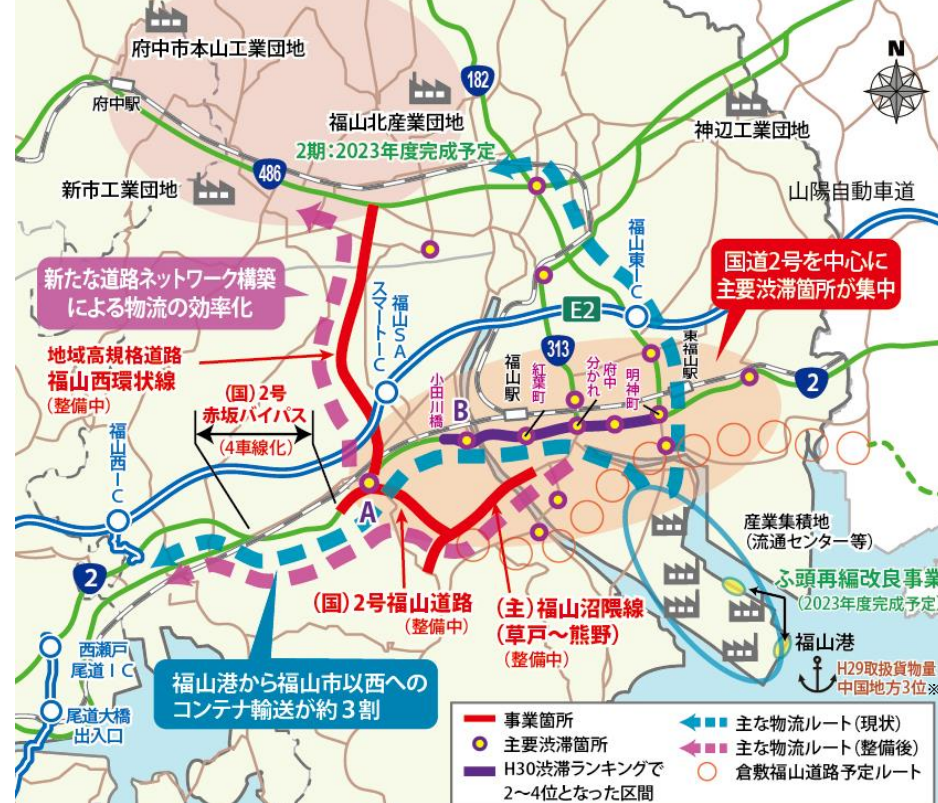 府中市本山工業団地
N
182
府中駅
福山北産業団地
2期：2023年度完成予定
神辺工業団地
486
新市工業団地
山陽自動車道
新たな道路ネットワーク構築
による物流の効率化
福山東IC
国道2号を中心に
主要渋滞箇所が集中
福山SA
スマートIC
E2
地域高規格道路
福山西環状線
(整備中)
313
東福山駅
福山駅
紅葉町
府中
分かれ
明神町
小田川橋
2
(国)2号
赤坂バイパス
(4車線化)
B
福山西IC
A
産業集積地
(流通センター等)
2
(国)2号福山道路
(整備中)
(主)福山沼隈線
(草戸〜熊野)
(整備中)
ふ頭再編改良事業
(2023年度完成予定)
福山港
西瀬戸
尾道IC
福山港から福山市以西への
コンテナ輸送が約3割
H29取扱貨物量
中国地方3位※
尾道大橋
出入口
事業箇所
主な物流ルート(現状)
主要渋滞箇所
主な物流ルート(整備後)
H30渋滞ランキングで
2〜4位となった区間
倉敷福山道路予定ルート